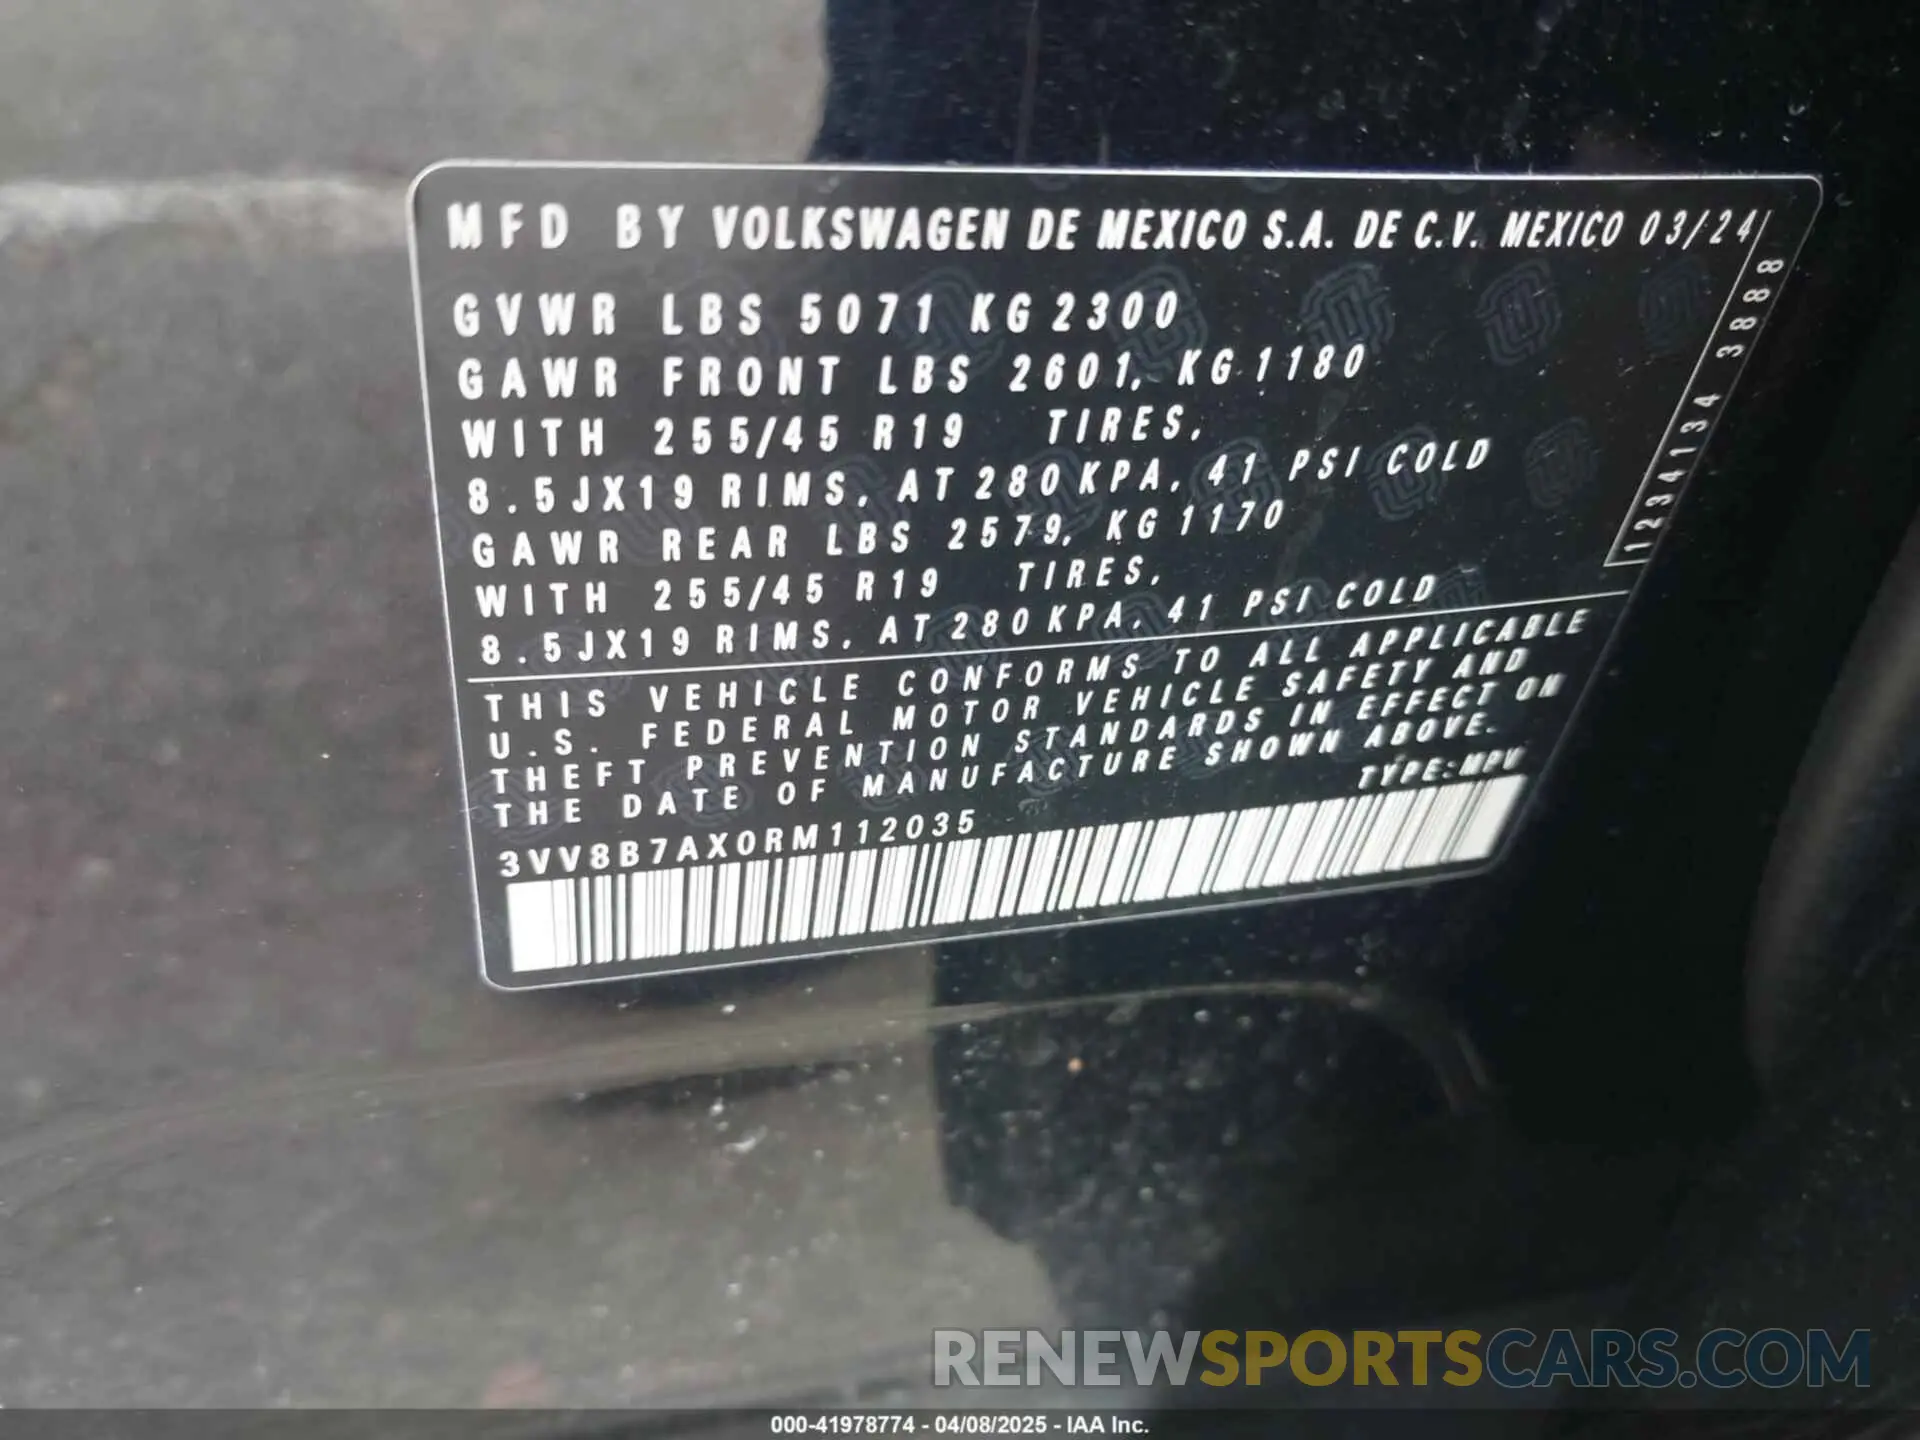 MFD BY VOLKSWAGEN DE MEXICO S.A. DE C.V. MEXICO 03/24
GVWR LBS 5071 KG 2300
GAWR FRONT LBS 2601, KG 1180
WITH 255/45 R19 TIRES,
8.5JX19 RIMS, AT 280 KPA, 41 PSI COLD
GAWR REAR LBS 2579, KG 1170
WITH 255/45 R19 TIRES,
8.5JX19 RIMS, AT 280 KPA, 41 PSI COLD
1234134 3888
THIS VEHICLE CONFORMS TO ALL APPLICABLE
U.S. FEDERAL MOTOR VEHICLE SAFETY AND
THEFT PREVENTION STANDARDS IN EFFECT ON
THE DATE OF MANUFACTURE SHOWN ABOVE.
TYPE:MPV
3VV8B7AX0RM112035
RENEWSPORTSCARS.COM
000-41978774 - 04/08/2025 - IAA Inc.